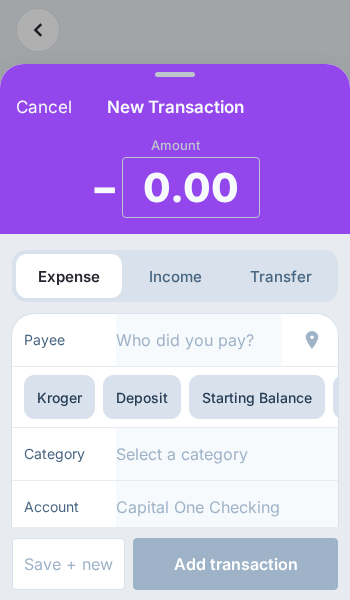 Cancel New Transaction
Amount
– 0.00
Expense Income Transfer
Payee Who did you pay?
Kroger Deposit Starting Balance
Category Select a category
Account Capital One Checking
Save + new Add transaction